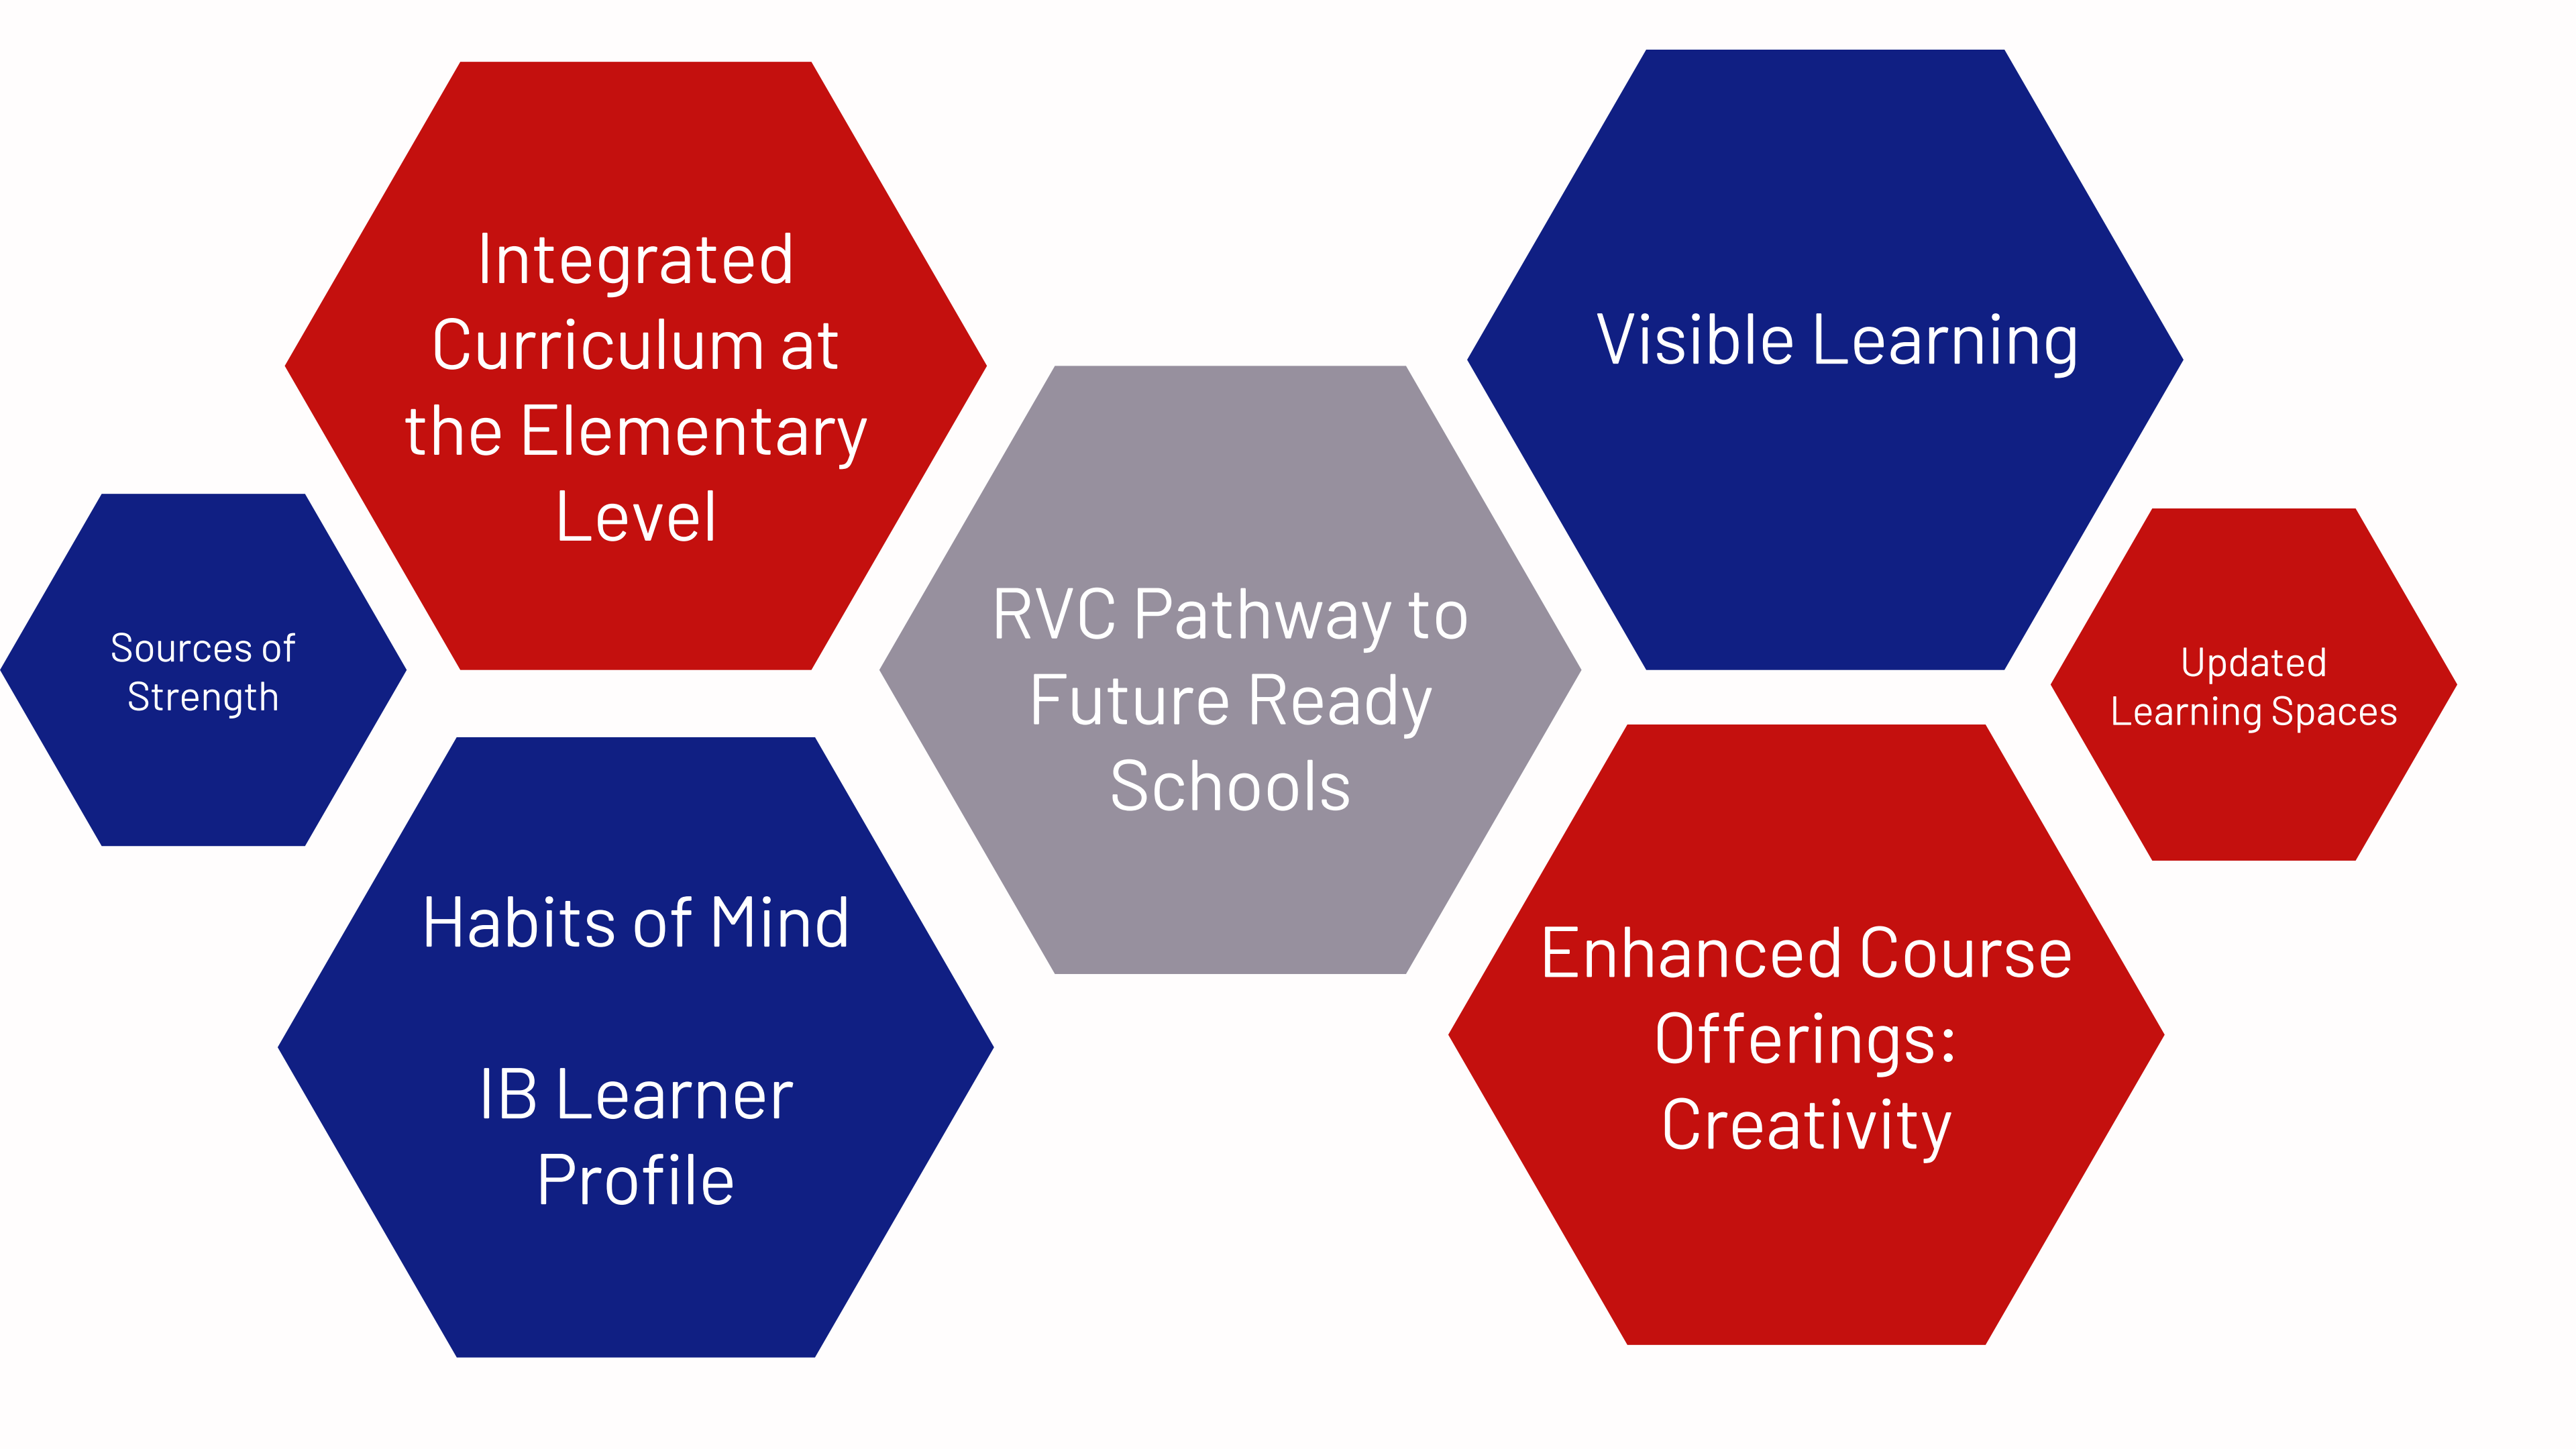 Integrated
Curriculum at
the Elementary
Level
Visible Learning
Sources of
Strength
RVC Pathway to
Future Ready
Schools
Updated
Learning Spaces
Habits of Mind
IB Learner
Profile
Enhanced Course
Offerings:
Creativity